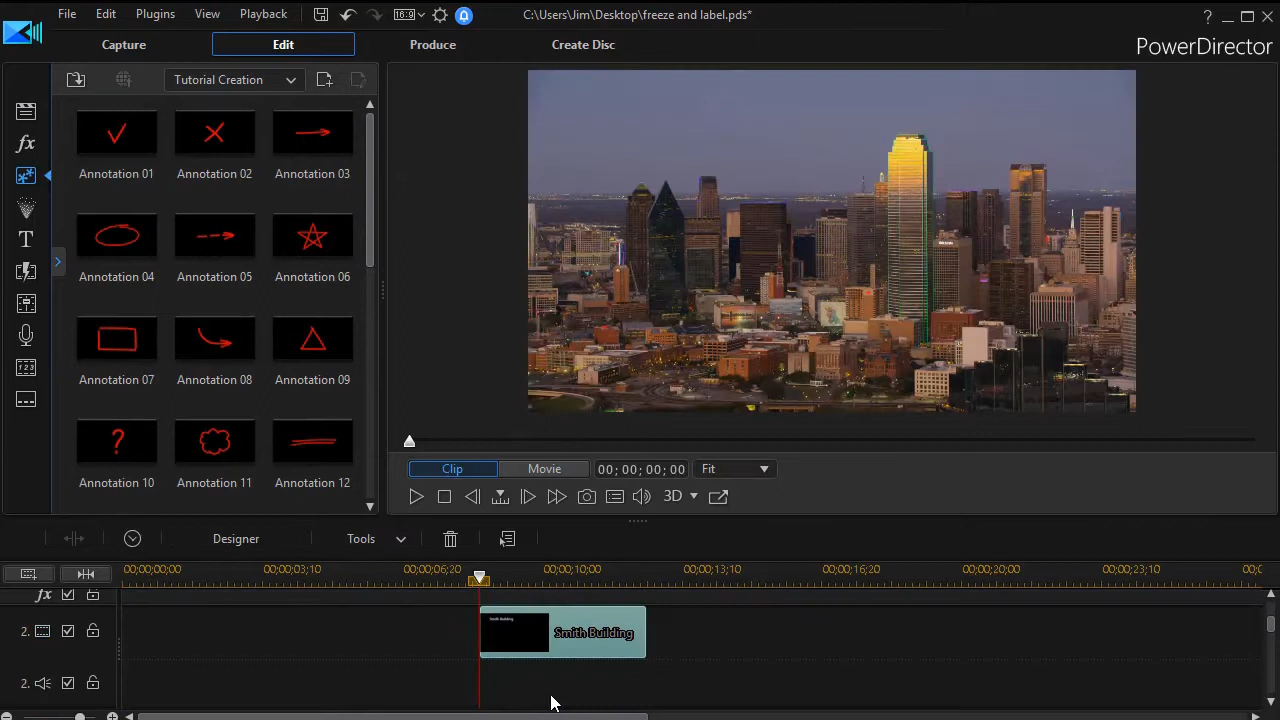 File Edit Plugins View Playback 16:9 C:\Users\Jim\Desktop\freeze and label.pds* ?
PowerDirector
Capture Edit Produce Create Disc
Tutorial Creation
Annotation 01 Annotation 02 Annotation 03
Annotation 04 Annotation 05 Annotation 06
Annotation 07 Annotation 08 Annotation 09
Annotation 10 Annotation 11 Annotation 12
fx
T
Clip Movie 00; 00; 00; 00 Fit
3D
Designer Tools
00;00;00;00 00;00;03;10 00;00;06;20 00;00;10;00 00;00;13;10 00;00;16;20 00;00;20;00 00;00;23;10
fx
2. Smith Building Smith Building
2.